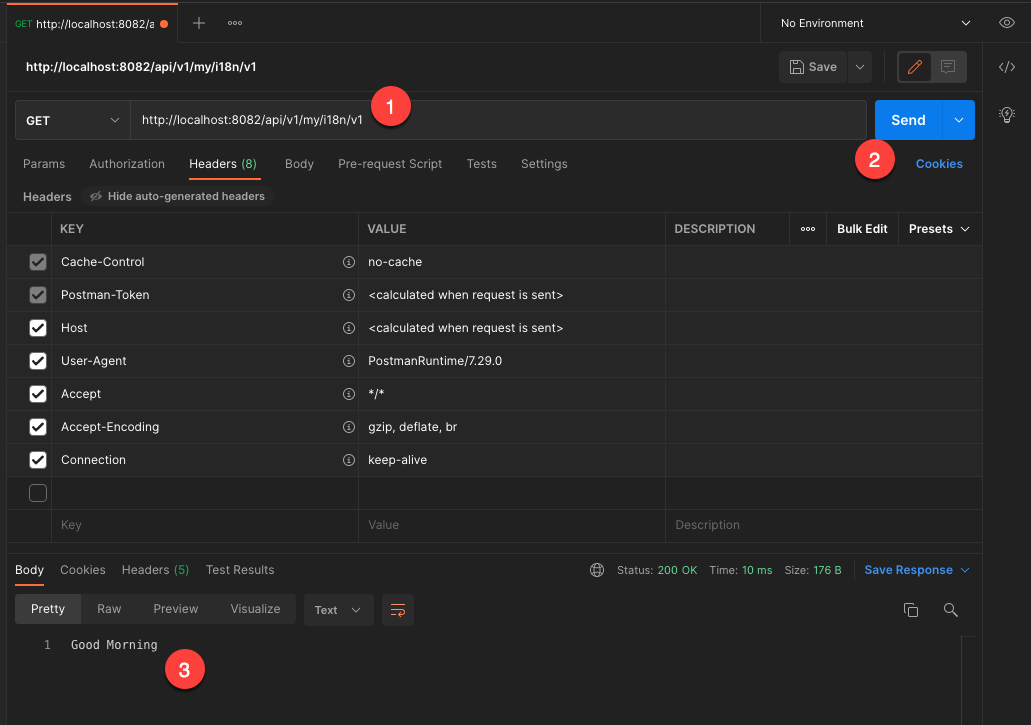 GET http://localhost:8082/a
No Environment
http://localhost:8082/api/v1/my/i18n/v1
Save
1
GET http://localhost:8082/api/v1/my/i18n/v1 Send
2
Params Authorization Headers (8) Body Pre-request Script Tests Settings Cookies
Headers Hide auto-generated headers
KEY VALUE DESCRIPTION Bulk Edit Presets
Cache-Control no-cache
Postman-Token <calculated when request is sent>
Host <calculated when request is sent>
User-Agent PostmanRuntime/7.29.0
Accept */*
Accept-Encoding gzip, deflate, br
Connection keep-alive
Key Value Description
Body Cookies Headers (5) Test Results Status: 200 OK Time: 10 ms Size: 176 B Save Response
Pretty Raw Preview Visualize Text
1 Good Morning
3